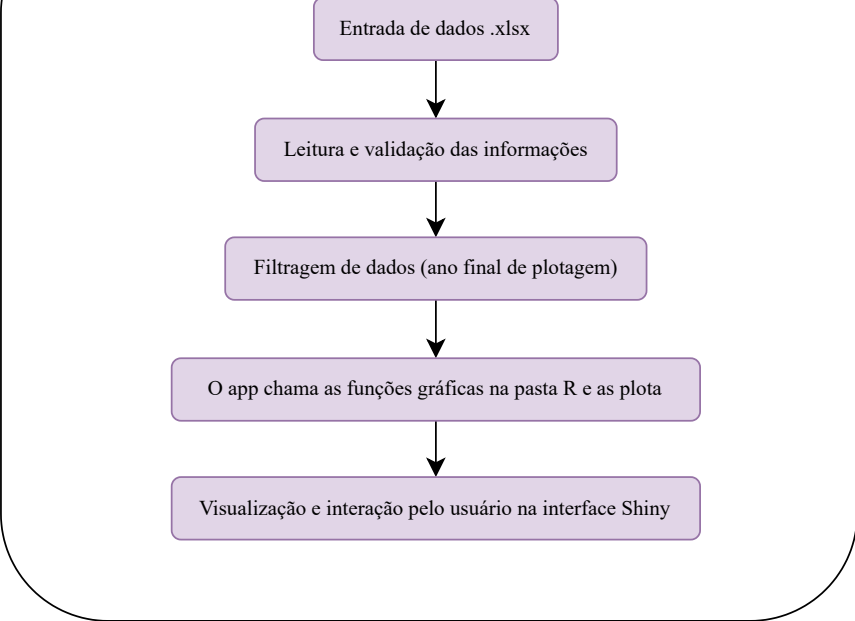 Entrada de dados .xlsx
Leitura e validação das informações
Filtragem de dados (ano final de plotagem)
O app chama as funções gráficas na pasta R e as plota
Visualização e interação pelo usuário na interface Shiny